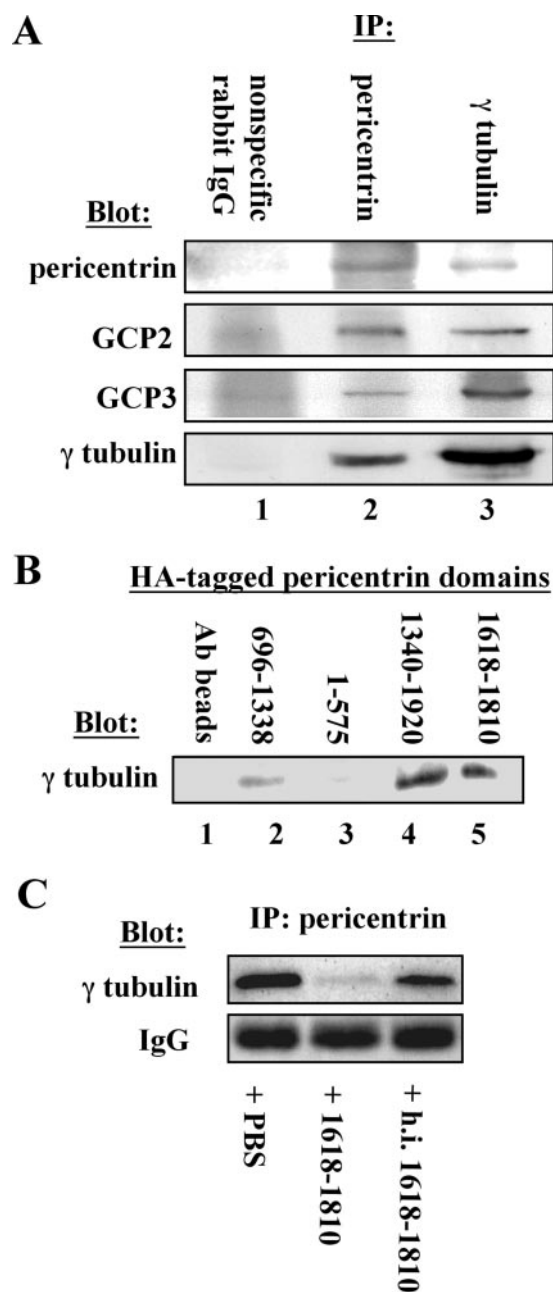 A
IP:
nonspecific
rabbit IgG
pericentrin
γ tubulin
Blot:
pericentrin
GCP2
GCP3
γ tubulin
1 2 3
B
HA-tagged pericentrin domains
Ab beads
696-1338
1-575
1340-1920
1618-1810
Blot:
γ tubulin
1 2 3 4 5
C
IP: pericentrin
Blot:
γ tubulin
IgG
+ PBS
+ 1618-1810
+ h.i. 1618-1810